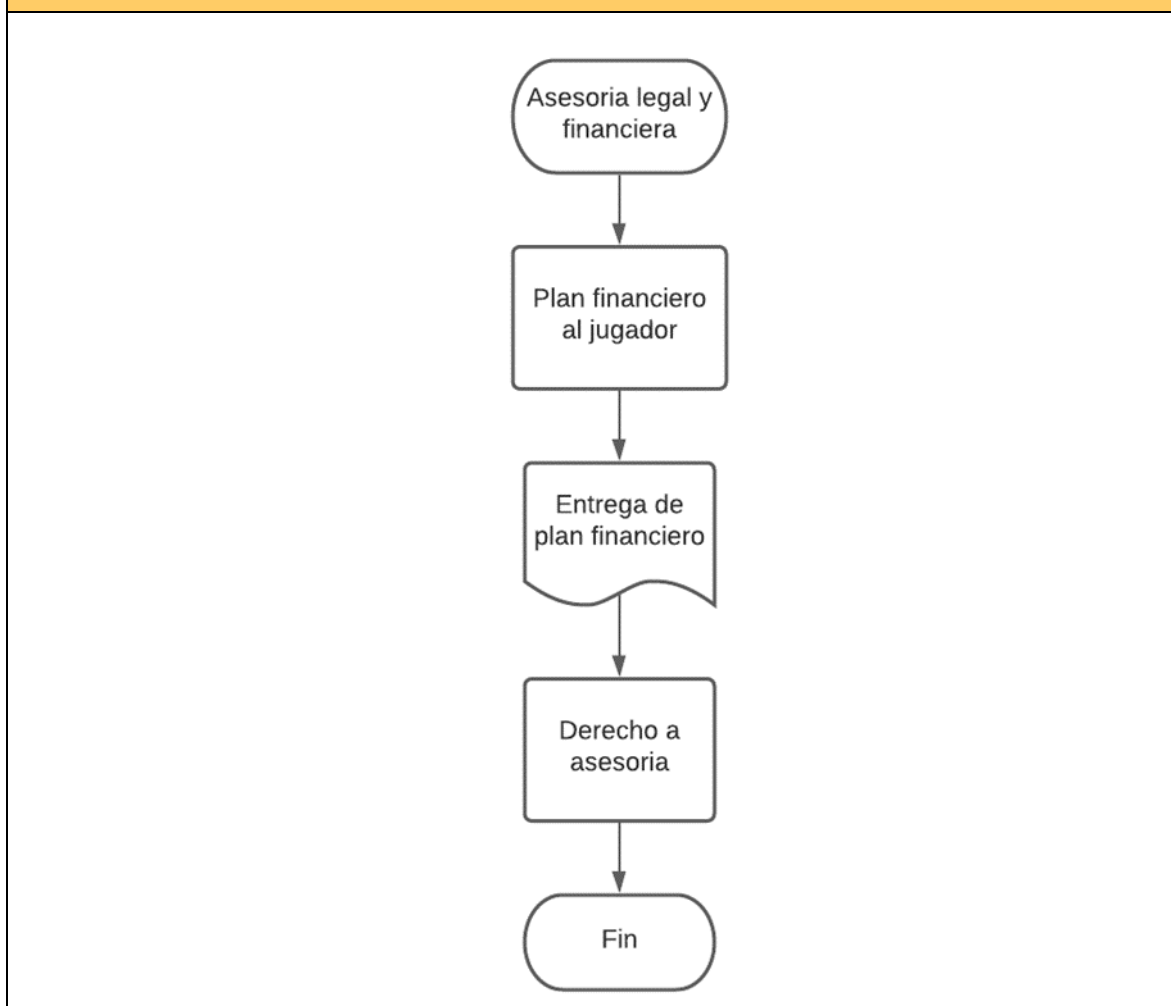 Asesoria legal y
financiera
Plan financiero
al jugador
Entrega de
plan financiero
Derecho a
asesoria
Fin